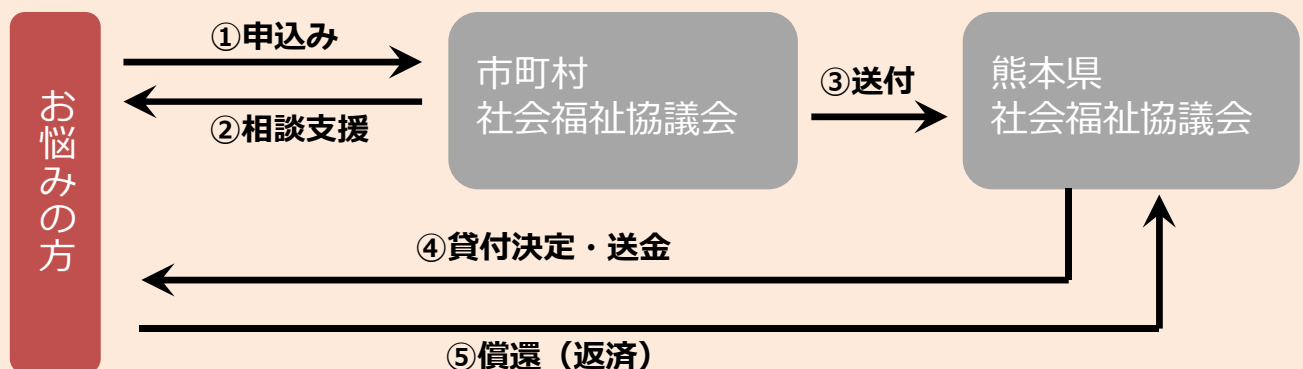 お悩みの方
①申込み
②相談支援
市町村
社会福祉協議会
③送付
熊本県
社会福祉協議会
④貸付決定・送金
⑤償還（返済）